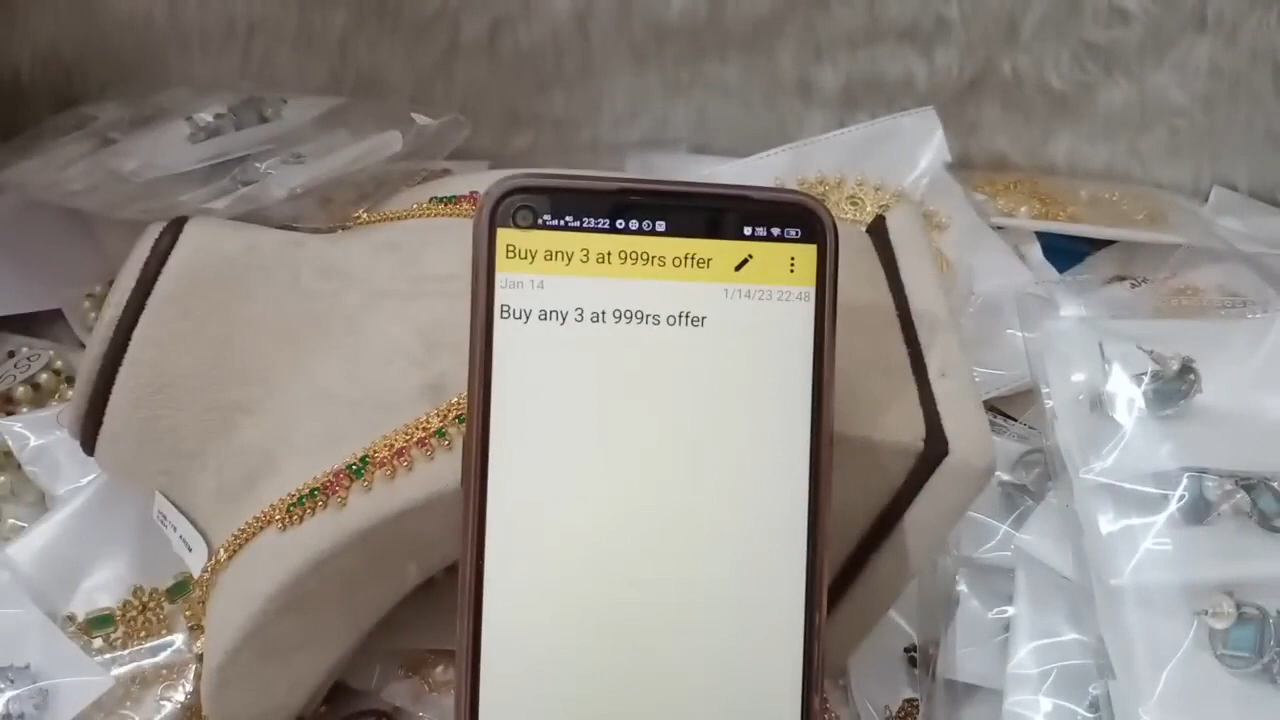 23:22
Buy any 3 at 999rs offer
Jan 14
1/14/23 22:48
Buy any 3 at 999rs offer